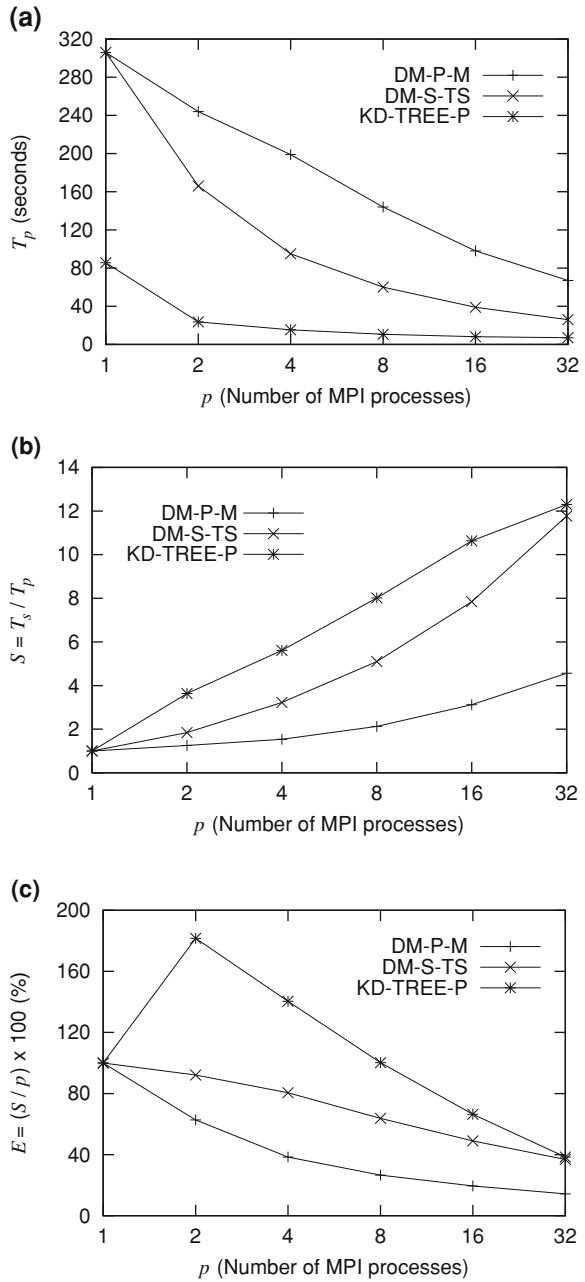 (a)
320
280
240
200
160
120
80
40
0
T_p (seconds)
DM-P-M
DM-S-TS
KD-TREE-P
1 2 4 8 16 32
p (Number of MPI processes)
(b)
14
12
10
8
6
4
2
0
S = T_s / T_p
DM-P-M
DM-S-TS
KD-TREE-P
1 2 4 8 16 32
p (Number of MPI processes)
(c)
200
160
120
80
40
0
E = (S / p) x 100 (%)
DM-P-M
DM-S-TS
KD-TREE-P
1 2 4 8 16 32
p (Number of MPI processes)